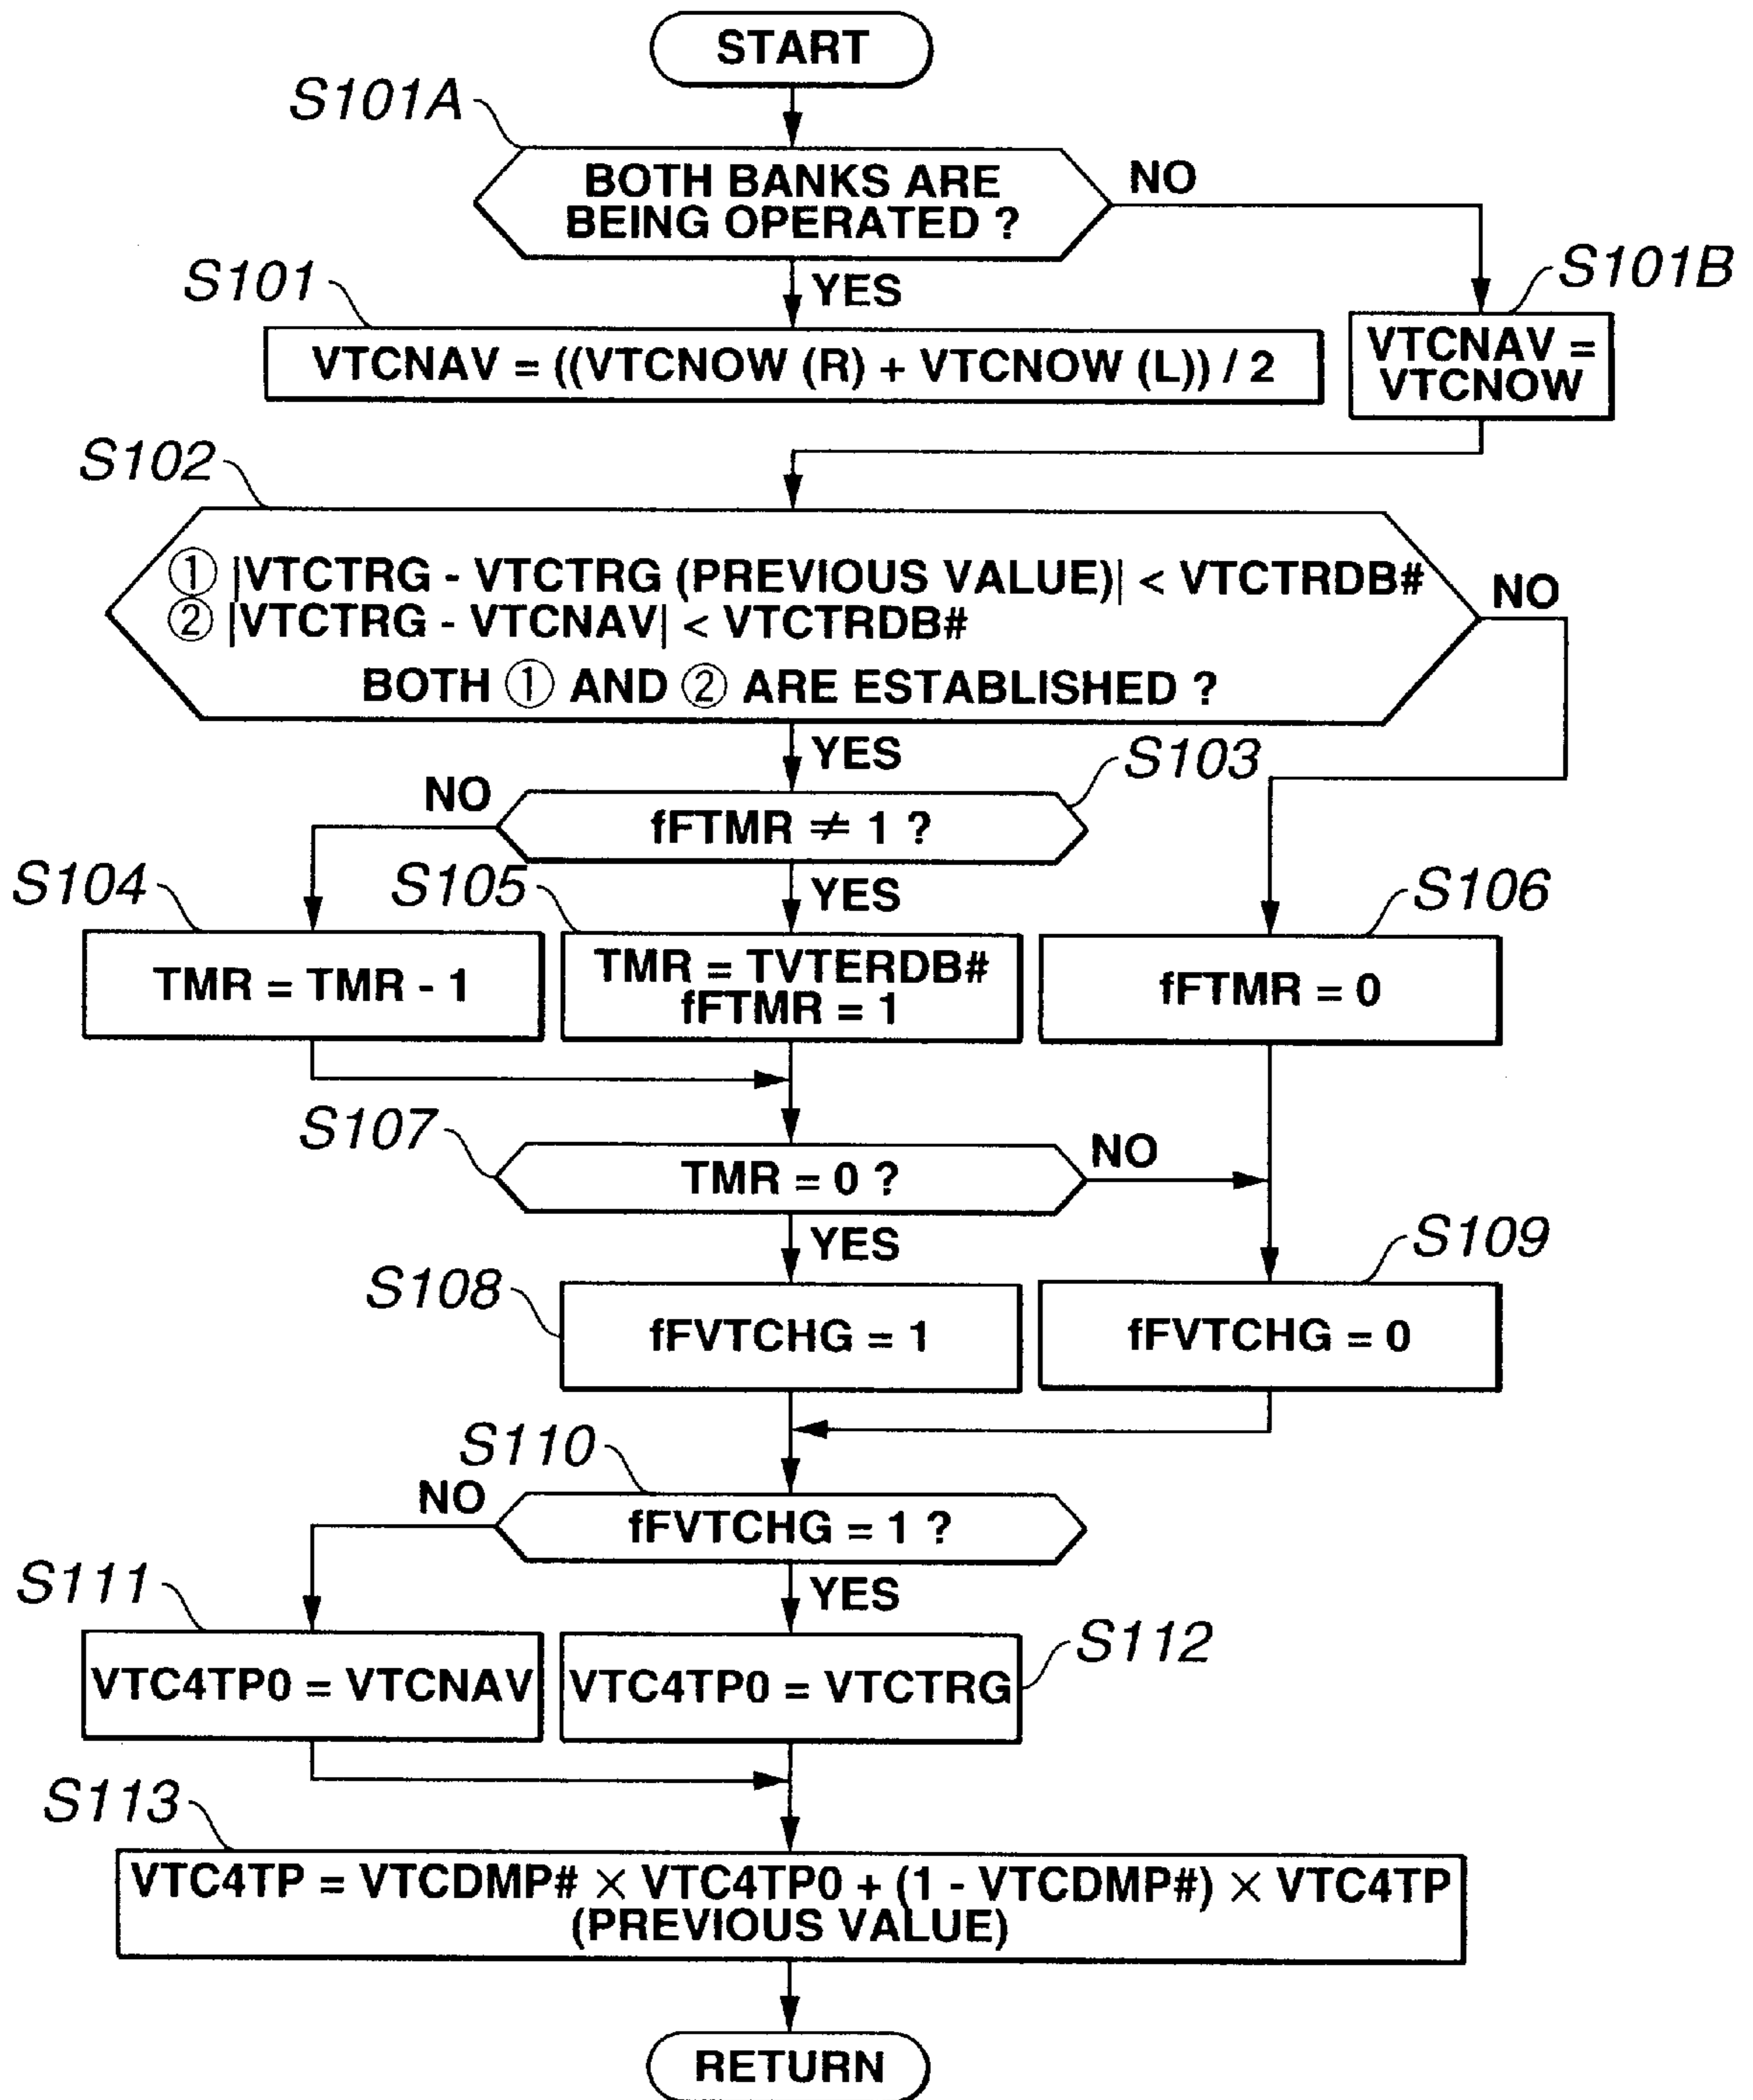 START
S101A
BOTH BANKS ARE
BEING OPERATED ?
NO
S101
YES
S101B
VTCNAV = ((VTCNOW (R) + VTCNOW (L)) / 2
VTCNAV =
VTCNOW
S102
① |VTCTRG - VTCTRG (PREVIOUS VALUE)| < VTCTRDB#
② |VTCTRG - VTCNAV| < VTCTRDB#
BOTH ① AND ② ARE ESTABLISHED ?
NO
YES
S103
NO
fFTMR ≠ 1 ?
S104
S105
YES
S106
TMR = TMR - 1
TMR = TVTERDB#
fFTMR = 1
fFTMR = 0
S107
TMR = 0 ?
NO
YES
S108
S109
fFVTCHG = 1
fFVTCHG = 0
S110
NO
fFVTCHG = 1 ?
S111
YES
S112
VTC4TP0 = VTCNAV
VTC4TP0 = VTCTRG
S113
VTC4TP = VTCDMP# × VTC4TP0 + (1 - VTCDMP#) × VTC4TP
(PREVIOUS VALUE)
RETURN